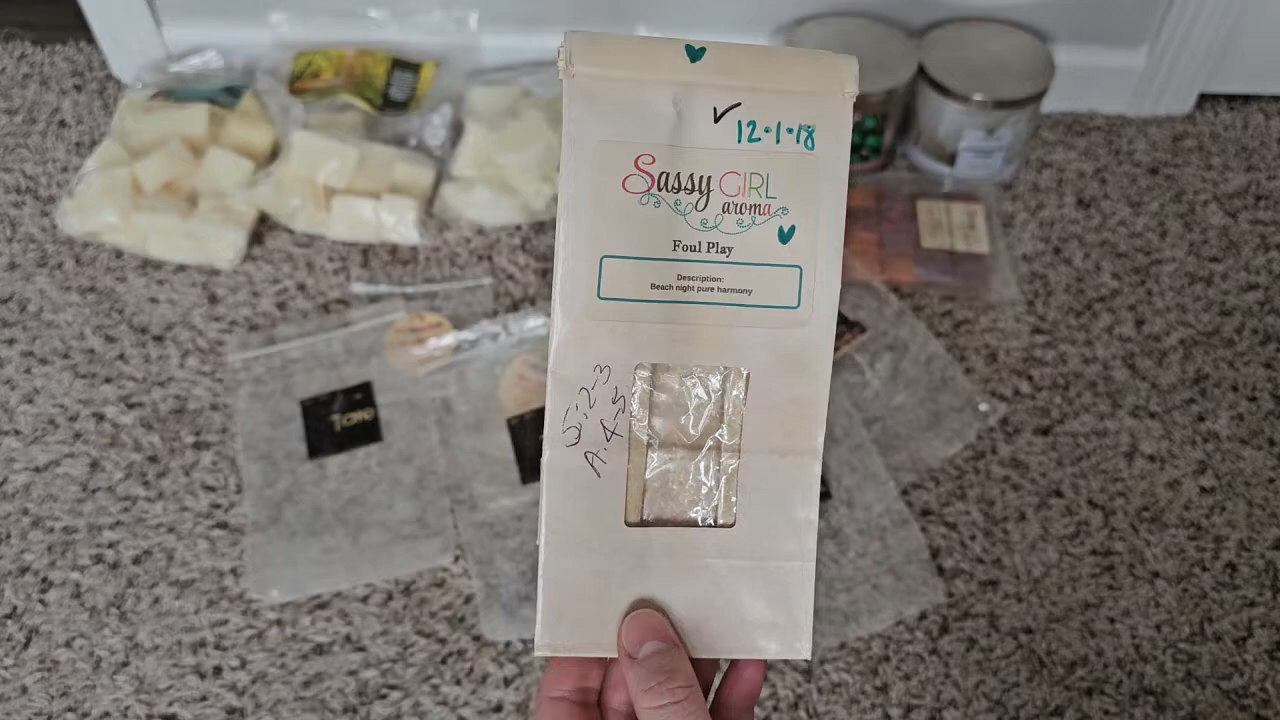 ✓
12·1·18
Sassy GIRL
aroma
Foul Play
Description:
Beach night pure harmony
S: 2-3
A: 4-5